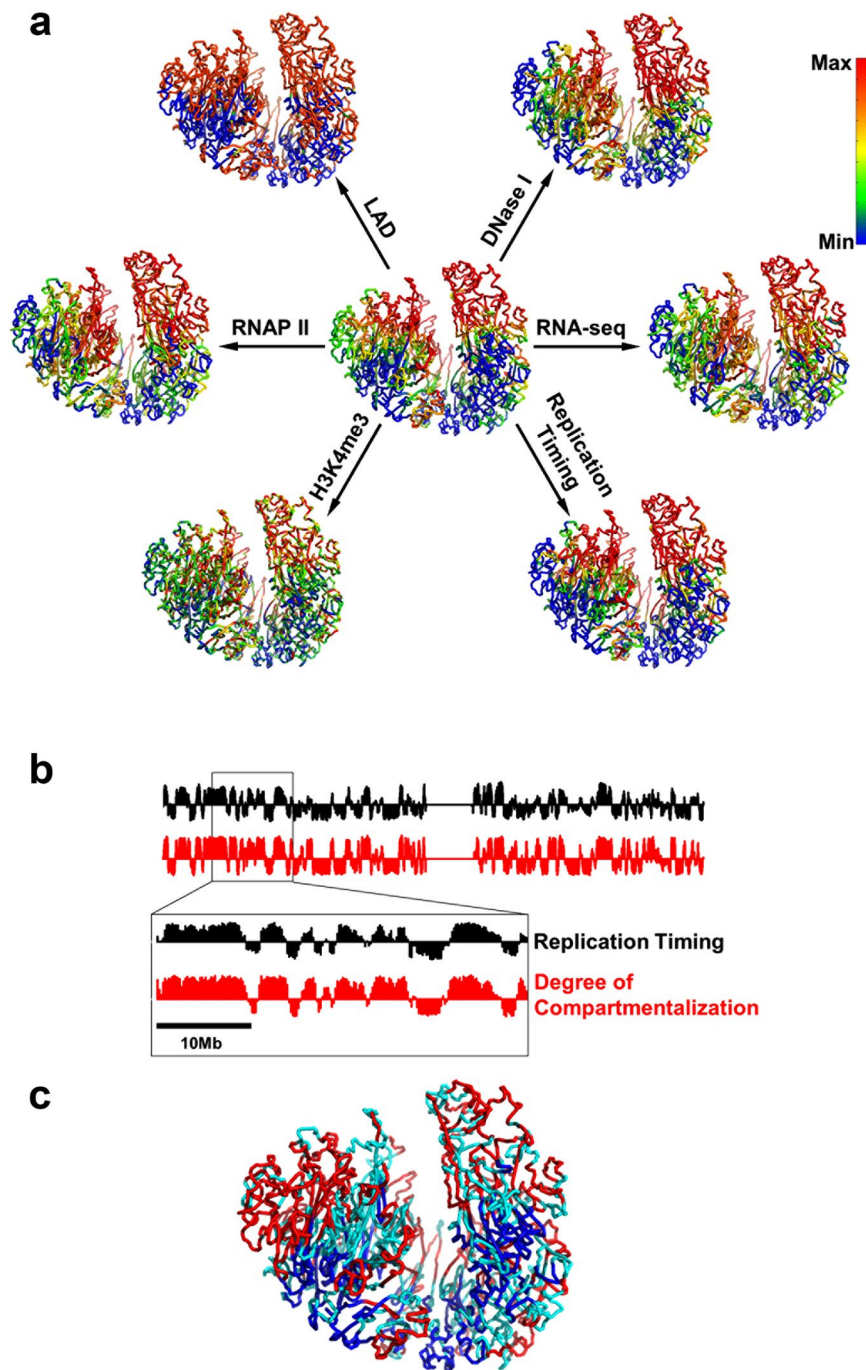 a
Max
Min
LAD
DNase I
RNAP II
RNA-seq
H3K4me3
Replication
Timing
b
Replication Timing
Degree of
Compartmentalization
10Mb
c